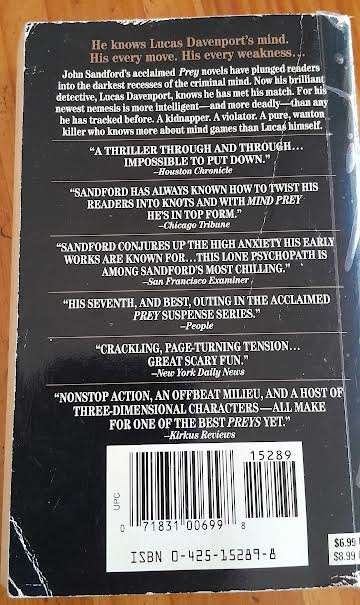 He knows Lucas Davenport's mind.
His every move. His every weakness...
John Sandford's acclaimed Prey novels have plunged readers
into the darkest recesses of the criminal mind. Now his brilliant
detective, Lucas Davenport, knows he has met his match. For his
newest nemesis is more intelligent—and more deadly—than any
he has tracked before. A kidnapper. A violator. A pure, wanton
killer who knows more about mind games than Lucas himself.
"A THRILLER THROUGH AND THROUGH...
IMPOSSIBLE TO PUT DOWN."
–Houston Chronicle
"SANDFORD HAS ALWAYS KNOWN HOW TO TWIST HIS
READERS INTO KNOTS AND WITH MIND PREY
HE'S IN TOP FORM."
–Chicago Tribune
"SANDFORD CONJURES UP THE HIGH ANXIETY HIS EARLY
WORKS ARE KNOWN FOR...THIS LONE PSYCHOPATH IS
AMONG SANDFORD'S MOST CHILLING."
–San Francisco Examiner
"HIS SEVENTH, AND BEST, OUTING IN THE ACCLAIMED
PREY SUSPENSE SERIES."
–People
"CRACKLING, PAGE-TURNING TENSION...
GREAT SCARY FUN."
–New York Daily News
"NONSTOP ACTION, AN OFFBEAT MILIEU, AND A HOST OF
THREE-DIMENSIONAL CHARACTERS—ALL MAKE
FOR ONE OF THE BEST PREYS YET."
–Kirkus Reviews
15289
UPC
0 71831 00699 8
ISBN 0-425-15289-8
$6.99
$8.99